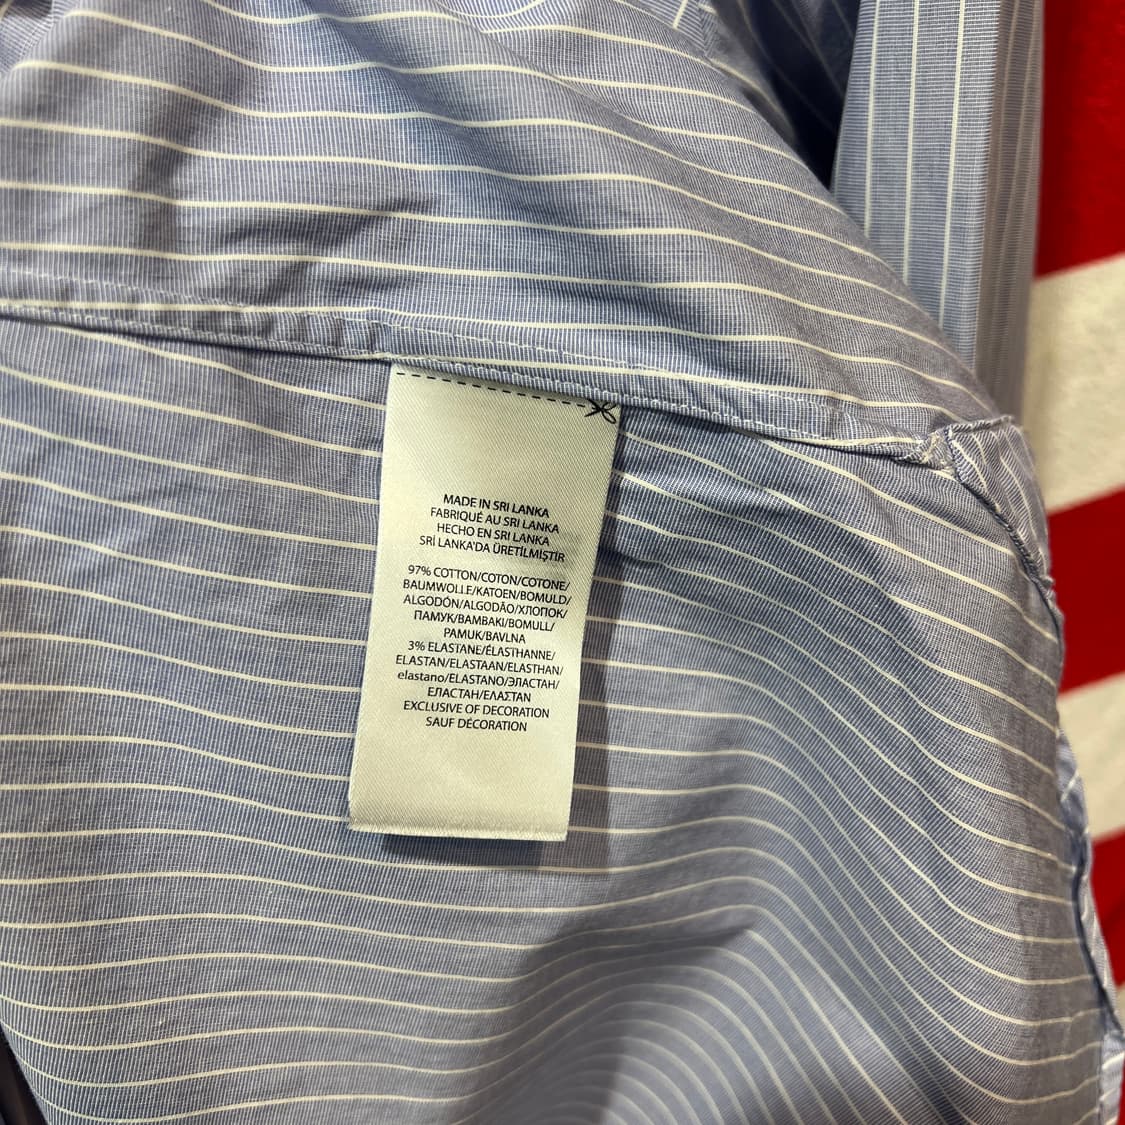 MADE IN SRI LANKA
FABRIQUÉ AU SRI LANKA
HECHO EN SRI LANKA
SRİ LANKA'DA ÜRETİLMİŞTİR
97% COTTON/COTON/COTONE/
BAUMWOLLE/KATOEN/BOMULD/
ALGODÓN/ALGODÃO/ХЛОПОК/
ПАМУК/BAMBAKI/BOMULL/
PAMUK/BAVLNA
3% ELASTANE/ÉLASTHANNE/
ELASTAN/ELASTAAN/ELASTHAN/
elastano/ELASTANO/ЭЛАСТАН/
ЕЛАСТАН/ΕΛΑΣΤΑΝ
EXCLUSIVE OF DECORATION
SAUF DÉCORATION